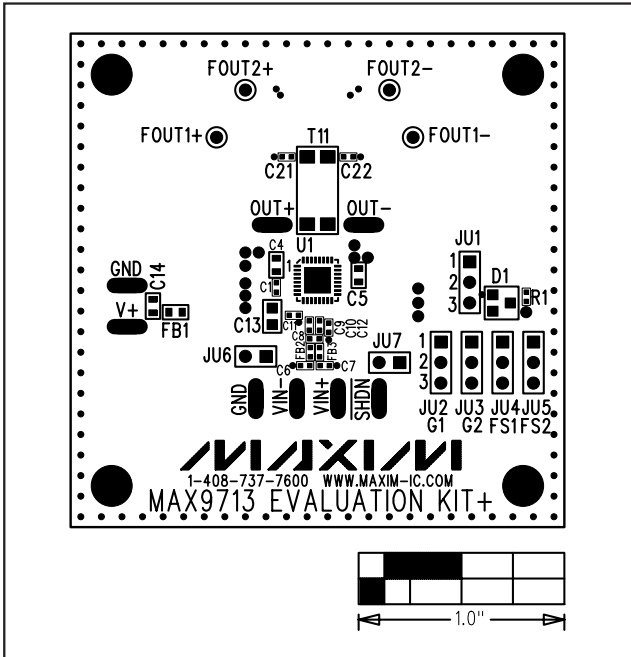 FOUT2+ FOUT2-
FOUT1+ FOUT1-
T11
C21 C22
OUT+ OUT-
U1
C4
1
JU1
1
2
3
D1
R1
GND
C14
V+
FB1
C1
C5
C13
C11
C9
C10
C12
C8
FB2
FB3
JU6
JU7
C6
C7
1
2
3
GND
VIN-
VIN+
SHDN
JU2 JU3 JU4 JU5
G1 G2 FS1 FS2
MAXIM
1-408-737-7600 WWW.MAXIM-IC.COM
MAX9713 EVALUATION KIT+
1.0"